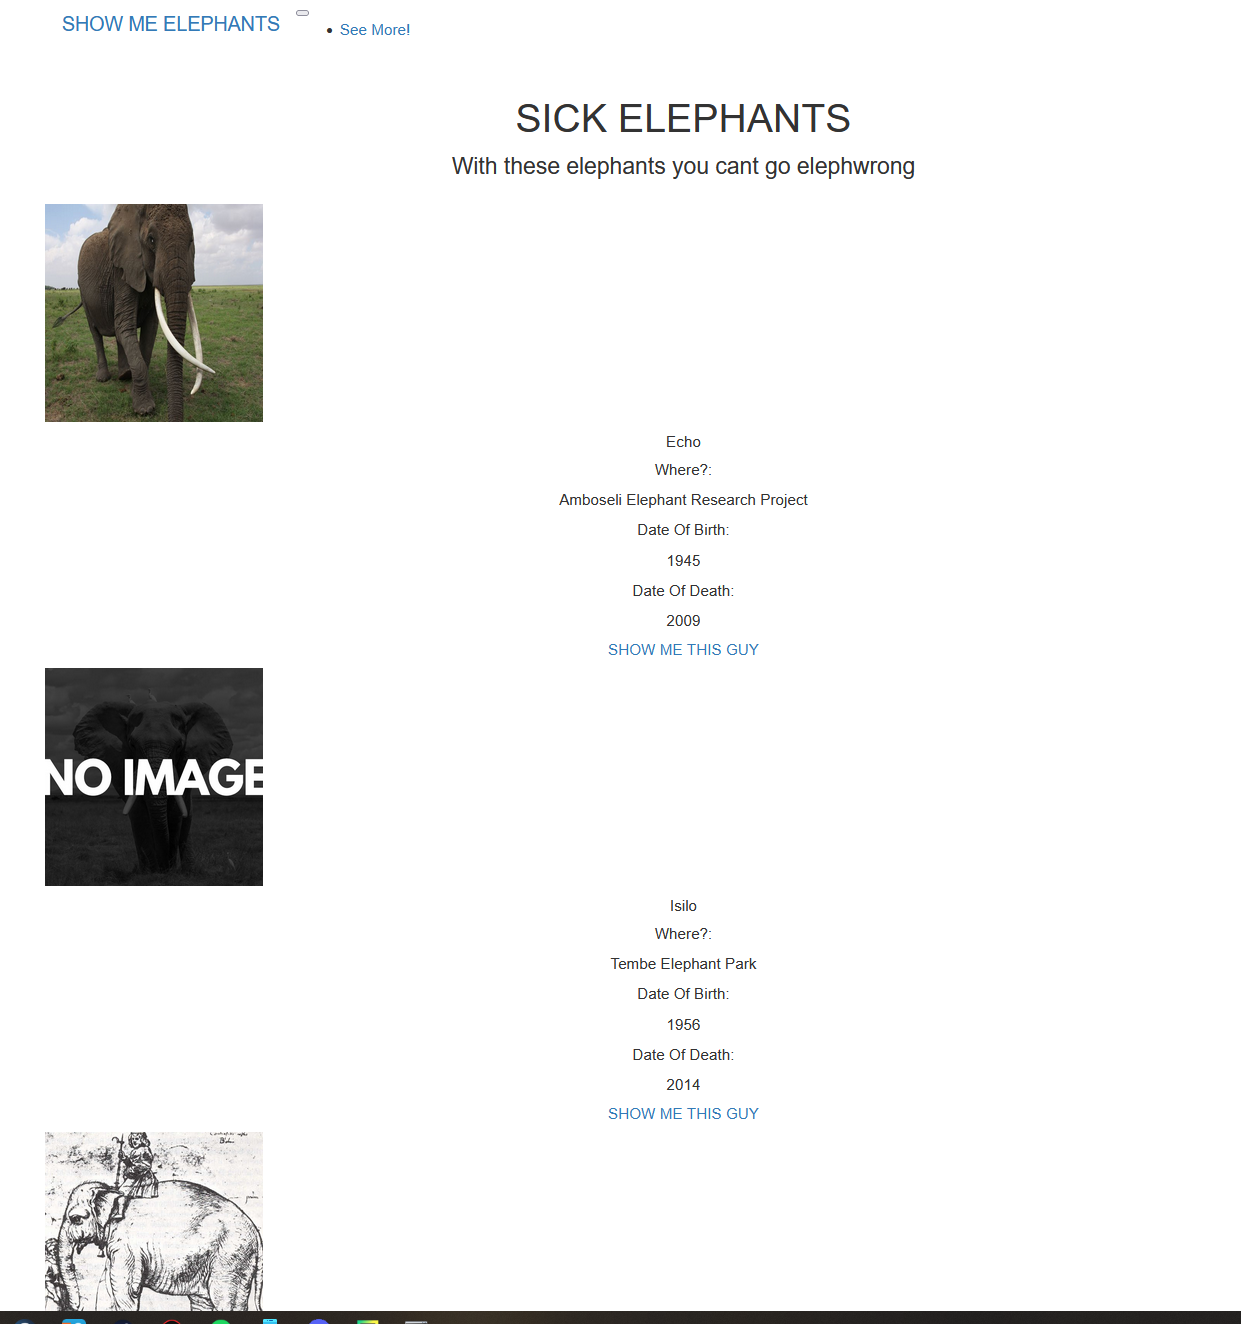 SHOW ME ELEPHANTS
See More!
SICK ELEPHANTS
With these elephants you cant go elephwrong
Echo
Where?:
Amboseli Elephant Research Project
Date Of Birth:
1945
Date Of Death:
2009
SHOW ME THIS GUY
NO IMAGE
Isilo
Where?:
Tembe Elephant Park
Date Of Birth:
1956
Date Of Death:
2014
SHOW ME THIS GUY